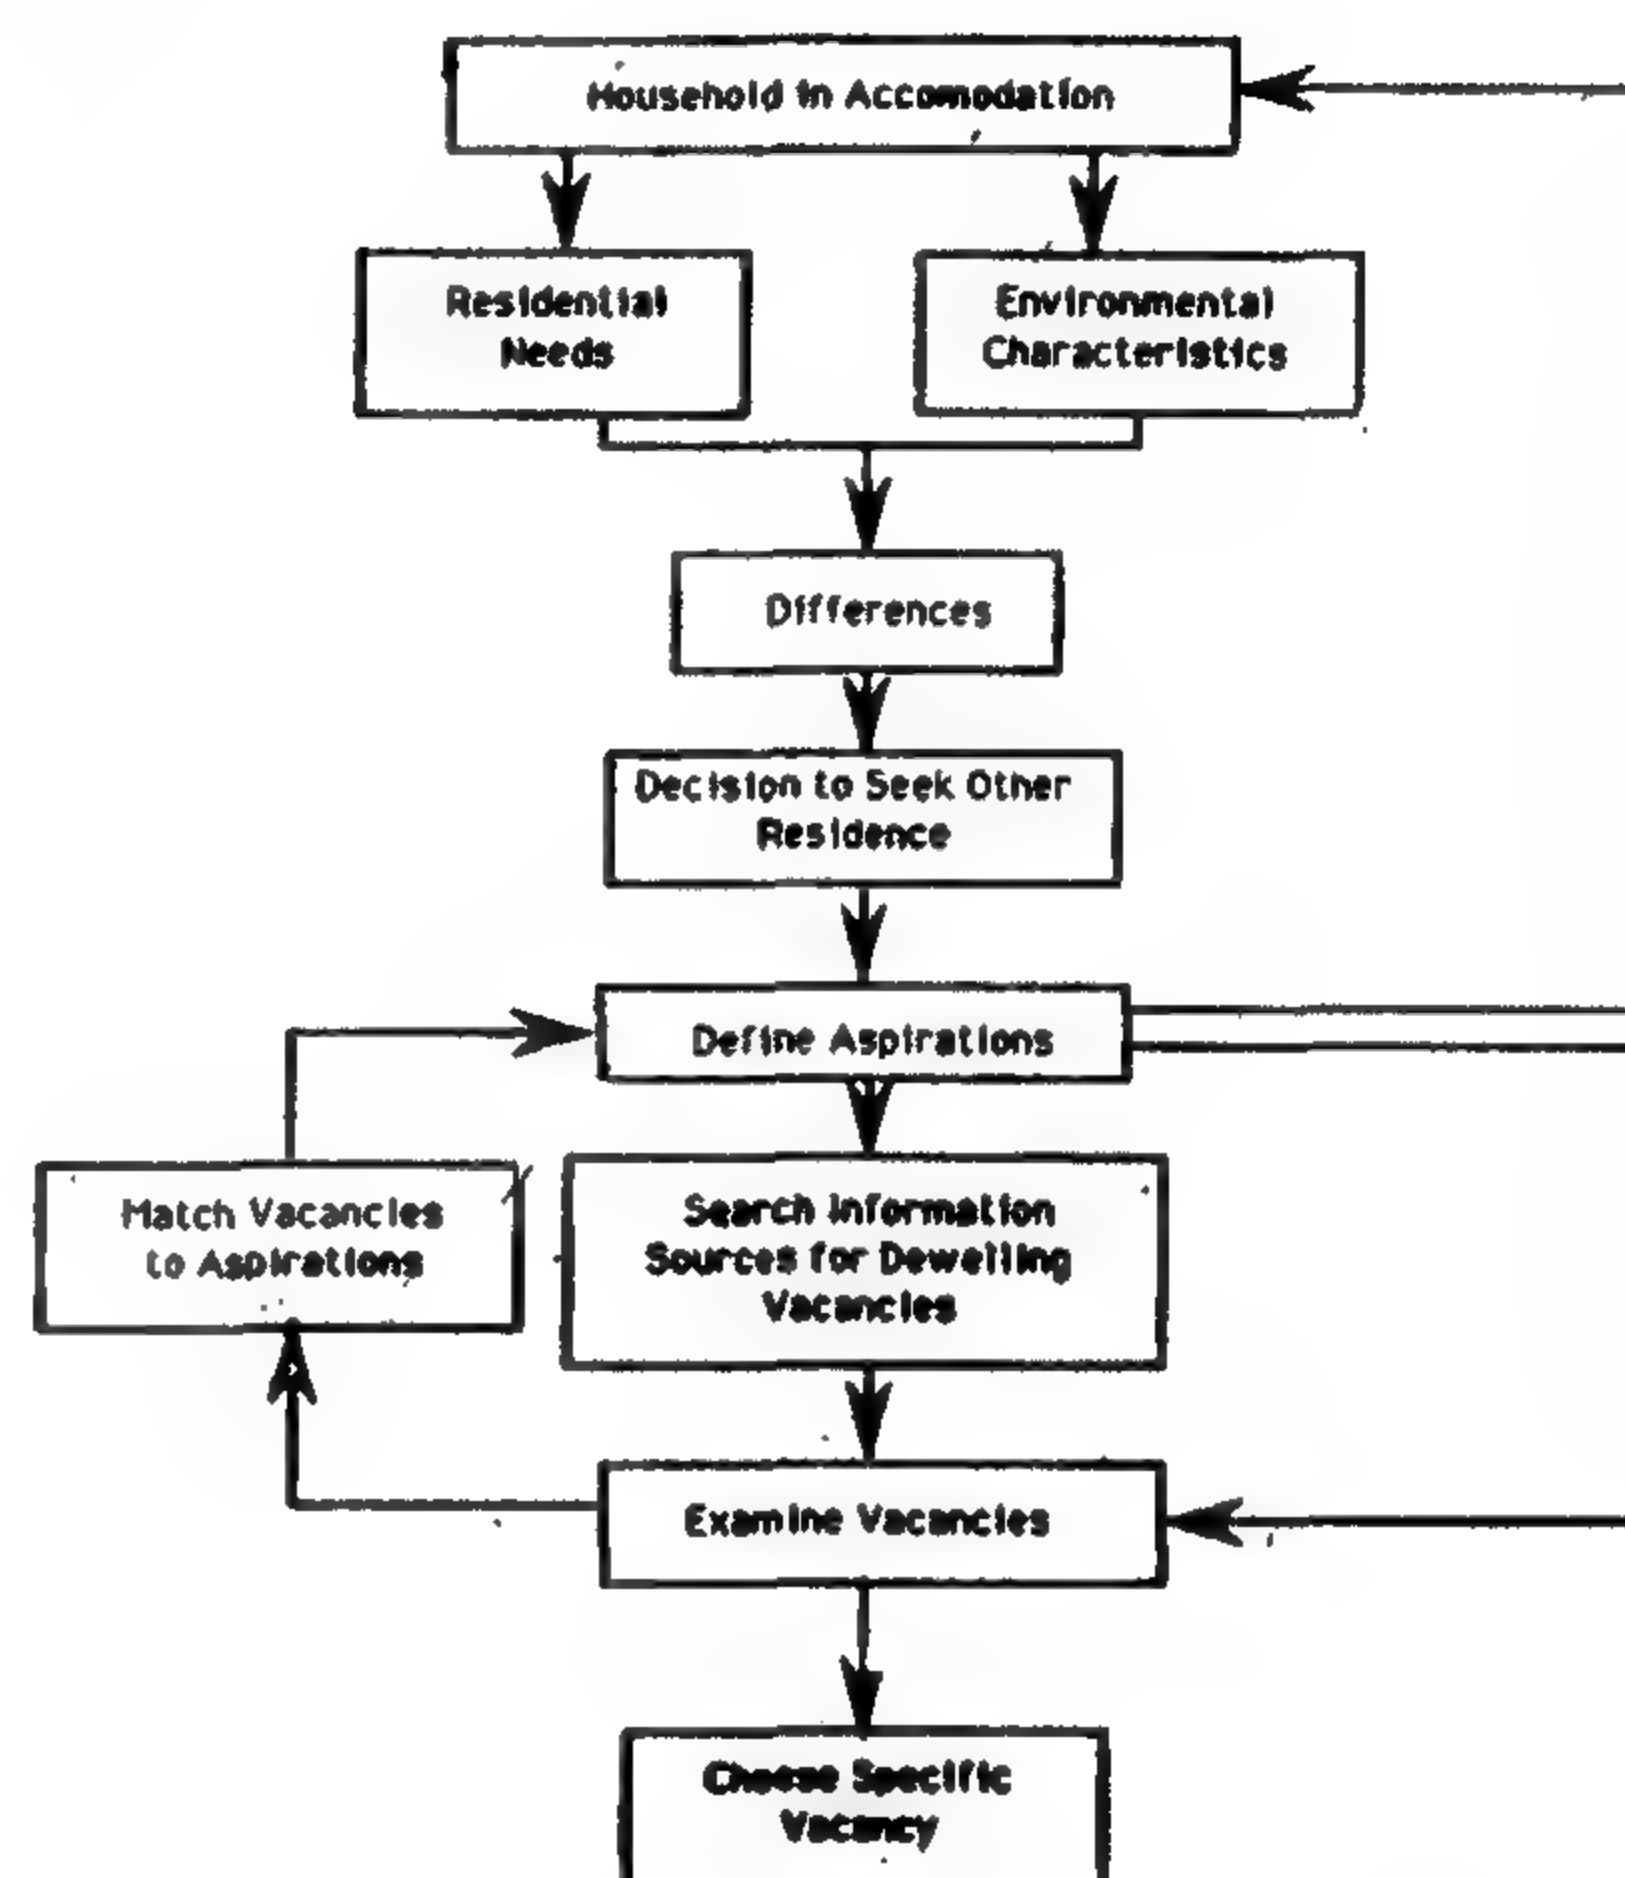 Household in Accomodation
Residential
Needs
Environmental
Characteristics
Differences
Decision to Seek Other
Residence
Define Aspirations
Match Vacancies
to Aspirations
Search Information
Sources for Dewelling
Vacancies
Examine Vacancies
Choose Specific
Vacancy